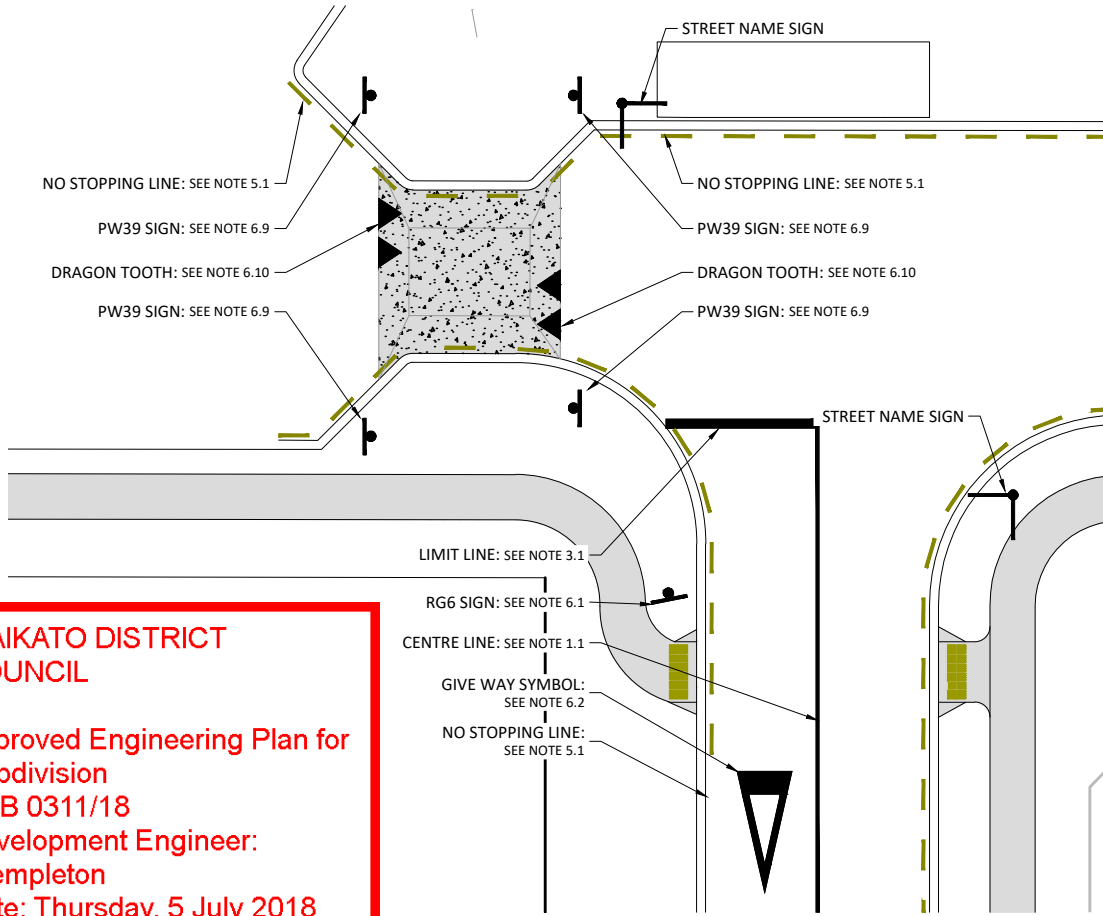 STREET NAME SIGN
NO STOPPING LINE: SEE NOTE 5.1
NO STOPPING LINE: SEE NOTE 5.1
PW39 SIGN: SEE NOTE 6.9
PW39 SIGN: SEE NOTE 6.9
DRAGON TOOTH: SEE NOTE 6.10
DRAGON TOOTH: SEE NOTE 6.10
PW39 SIGN: SEE NOTE 6.9
PW39 SIGN: SEE NOTE 6.9
STREET NAME SIGN
LIMIT LINE: SEE NOTE 3.1
RG6 SIGN: SEE NOTE 6.1
CENTRE LINE: SEE NOTE 1.1
GIVE WAY SYMBOL:
SEE NOTE 6.2
NO STOPPING LINE:
SEE NOTE 5.1
AIKATO DISTRICT
OUNCIL
proved Engineering Plan for
bdivision
B 0311/18
velopment Engineer:
empleton
te: Thursday, 5 July 2018